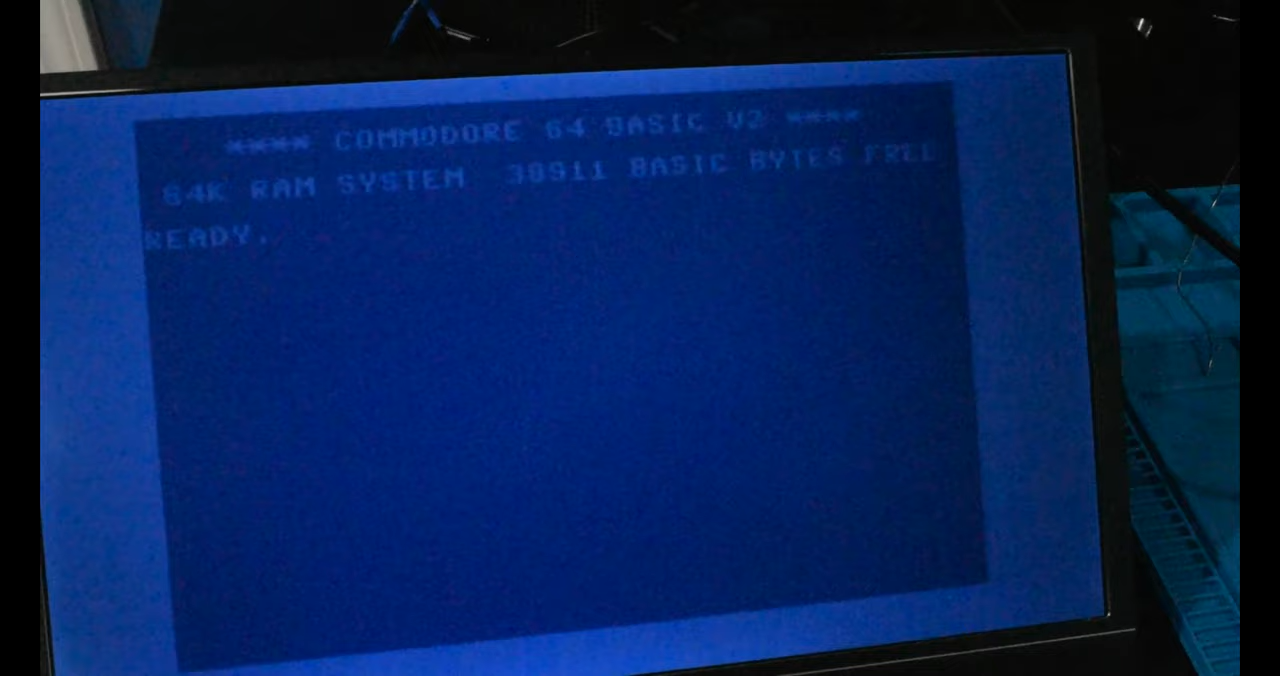 **** COMMODORE 64 BASIC V2 ****
64K RAM SYSTEM 38911 BASIC BYTES FREE
READY.